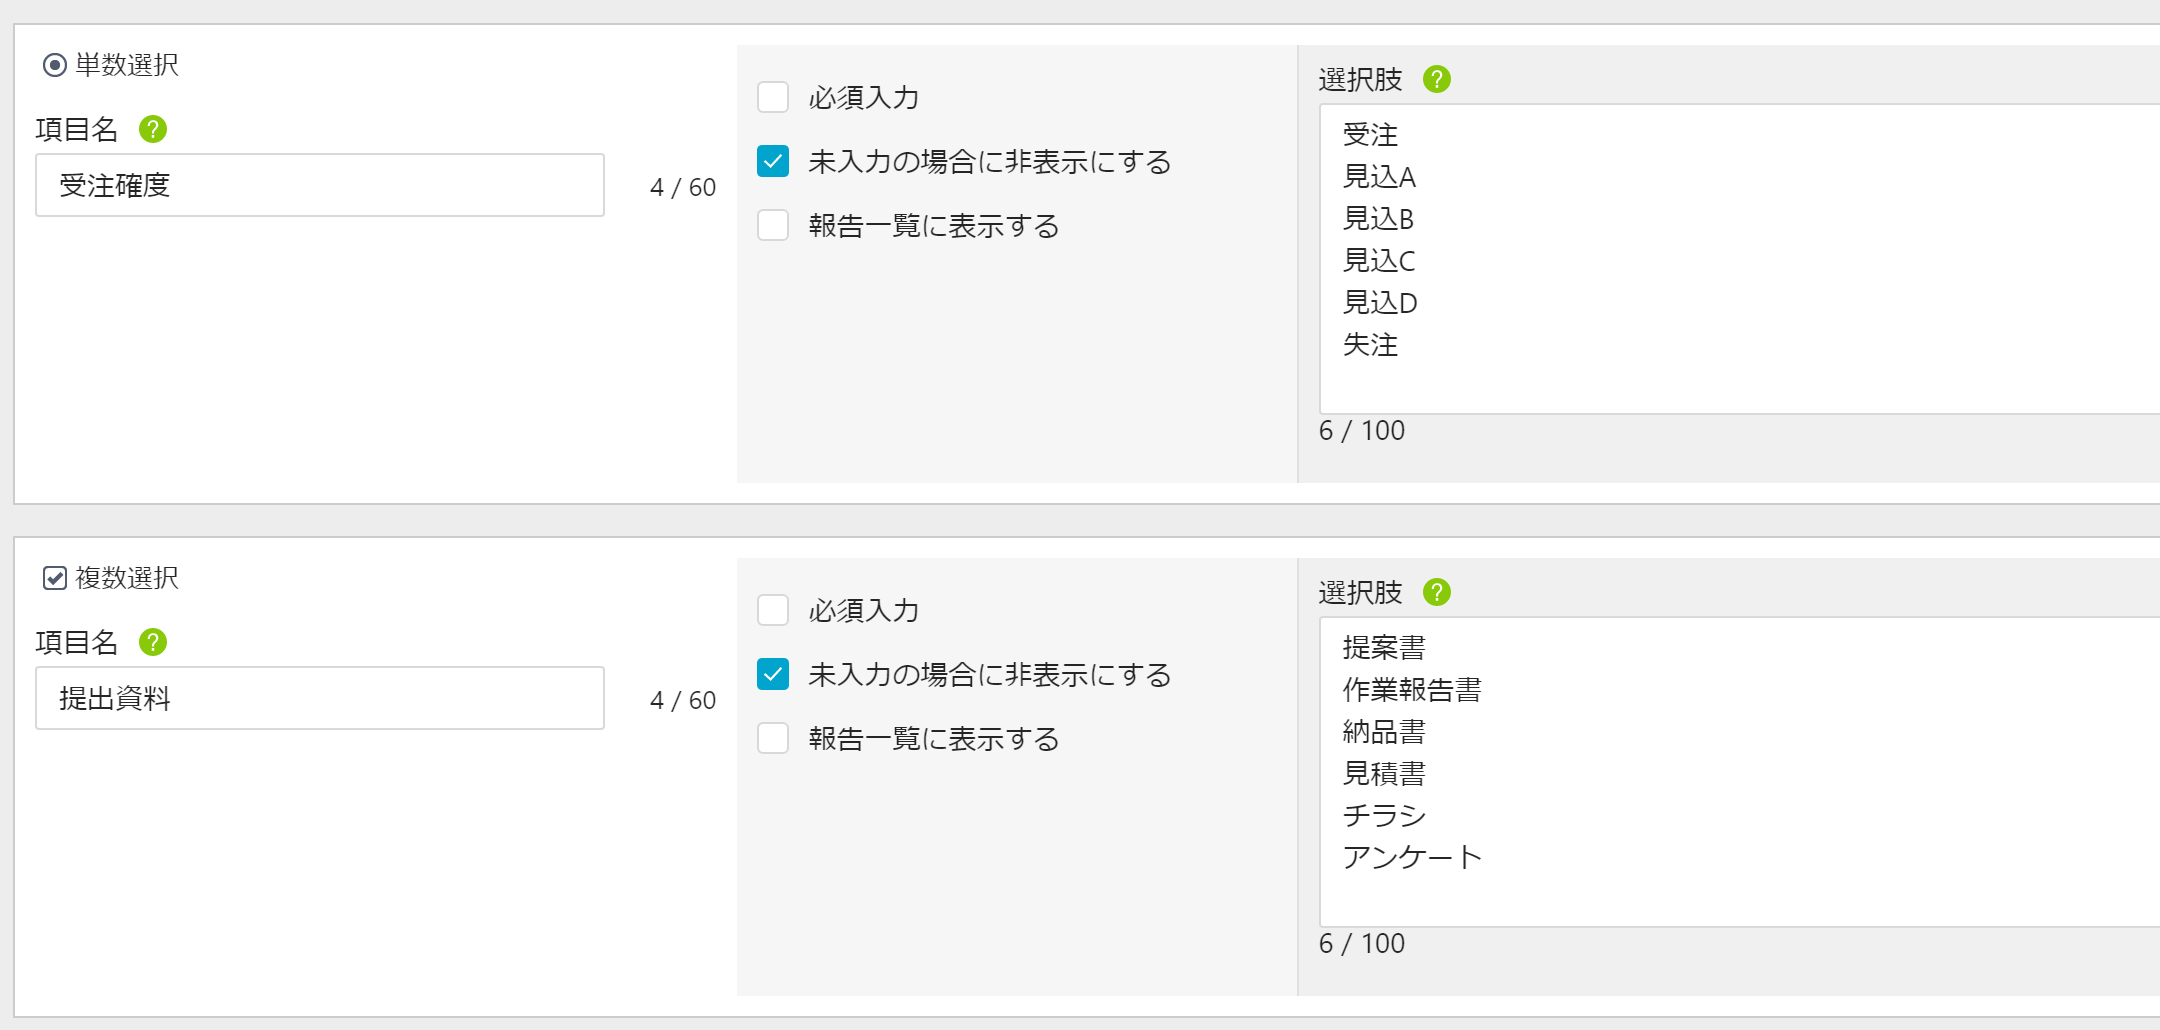 単数選択
項目名 ?
受注確度
4 / 60
必須入力
未入力の場合に非表示にする
報告一覧に表示する
選択肢 ?
受注
見込A
見込B
見込C
見込D
失注
6 / 100
複数選択
項目名 ?
提出資料
4 / 60
必須入力
未入力の場合に非表示にする
報告一覧に表示する
選択肢 ?
提案書
作業報告書
納品書
見積書
チラシ
アンケート
6 / 100